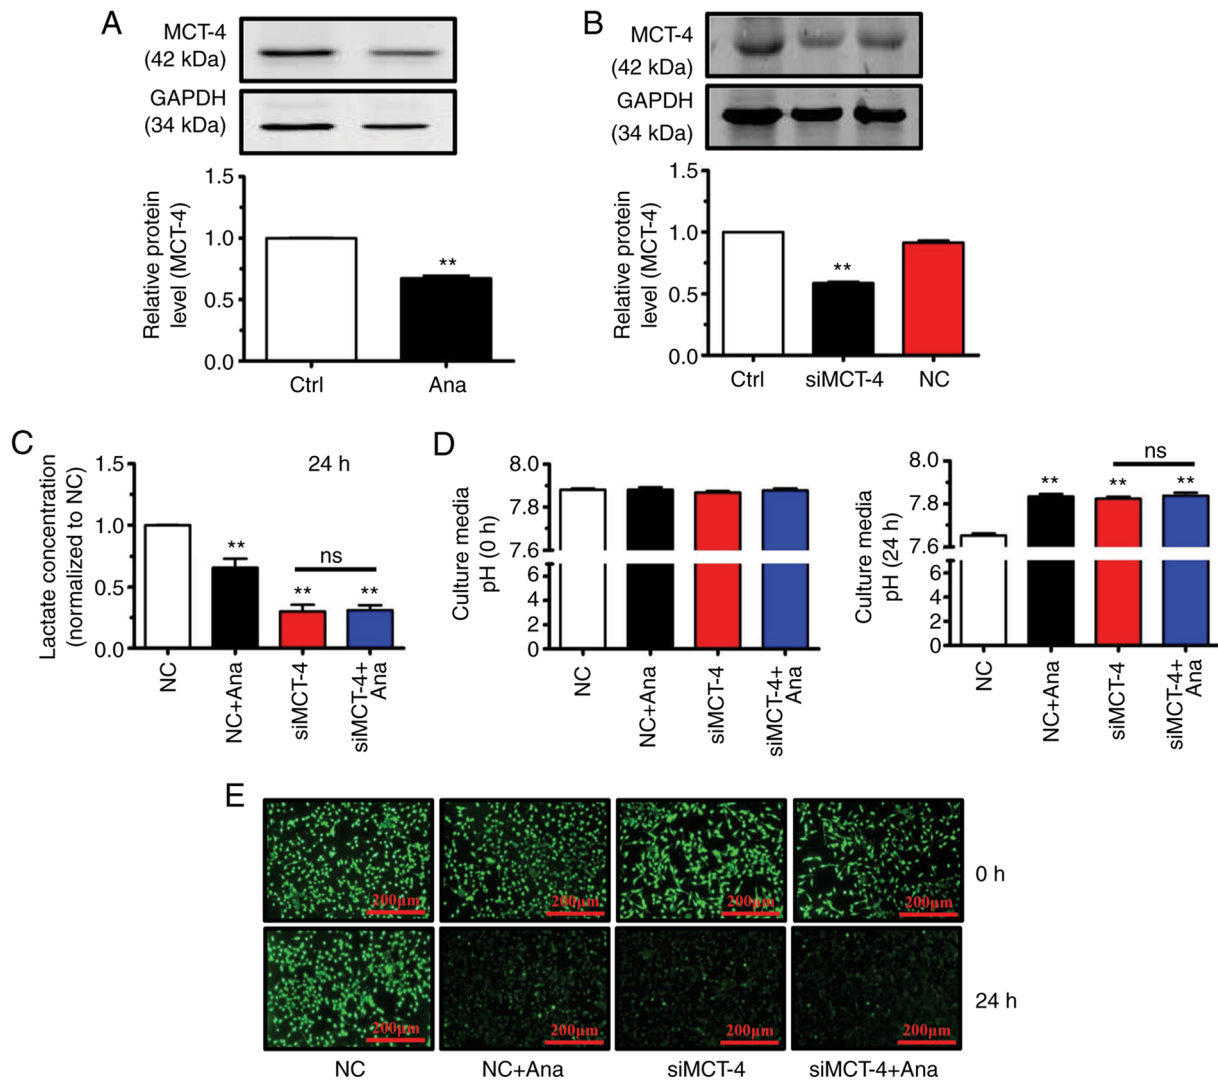 A
MCT-4
(42 kDa)
GAPDH
(34 kDa)
Relative protein
level (MCT-4)
1.5
1.0
0.5
0.0
**
Ctrl
Ana
B
MCT-4
(42 kDa)
GAPDH
(34 kDa)
Relative protein
level (MCT-4)
1.5
1.0
0.5
0.0
**
Ctrl
siMCT-4
NC
C
Lactate concentration
(normalized to NC)
24 h
1.5
1.0
0.5
0.0
**
ns
**
**
NC
NC+Ana
siMCT-4
siMCT-4+
Ana
D
Culture media
pH (0 h)
8.0
7.8
7.6
6
4
2
0
NC
NC+Ana
siMCT-4
siMCT-4+
Ana
Culture media
pH (24 h)
8.0
7.8
7.6
6
4
2
0
ns
**
**
**
NC
NC+Ana
siMCT-4
siMCT-4+
Ana
E
200µm
200µm
200µm
200µm
0 h
200µm
200µm
200µm
200µm
24 h
NC
NC+Ana
siMCT-4
siMCT-4+Ana